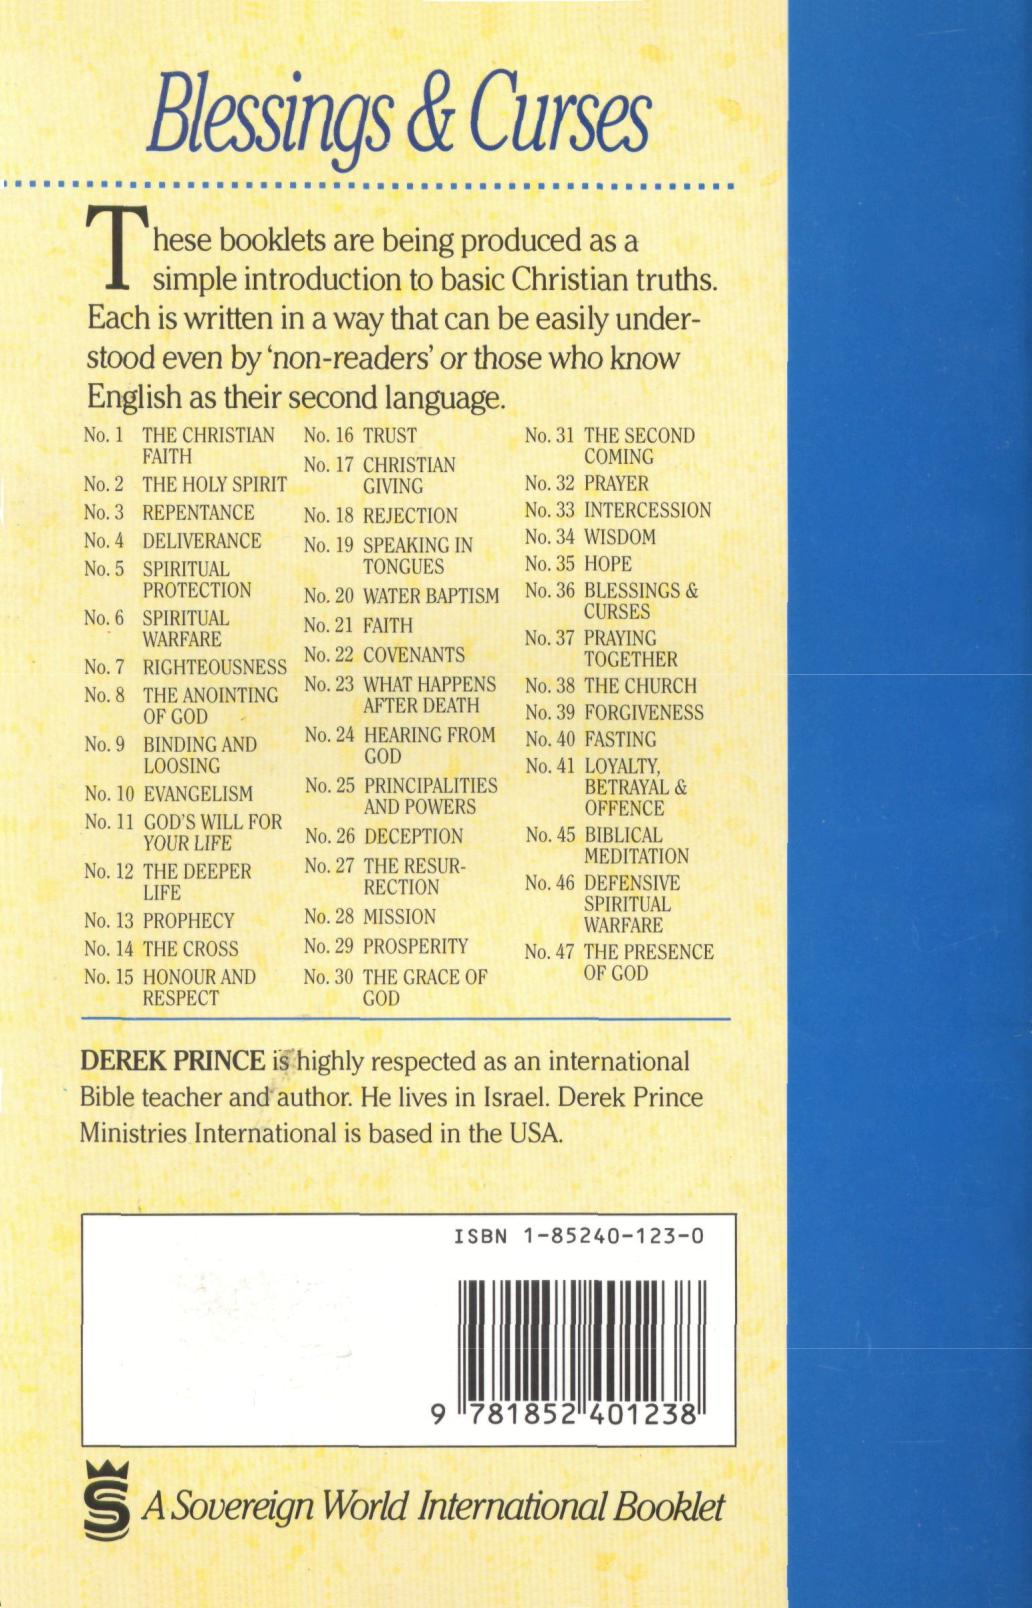 Blessings & Curses
These booklets are being produced as a
simple introduction to basic Christian truths.
Each is written in a way that can be easily under-
stood even by ‘non-readers’ or those who know
English as their second language.
No. 1 THE CHRISTIAN
FAITH
No. 2 THE HOLY SPIRIT
No. 3 REPENTANCE
No. 4 DELIVERANCE
No. 5 SPIRITUAL
PROTECTION
No. 6 SPIRITUAL
WARFARE
No. 7 RIGHTEOUSNESS
No. 8 THE ANOINTING
OF GOD
No. 9 BINDING AND
LOOSING
No. 10 EVANGELISM
No. 11 GOD'S WILL FOR
YOUR LIFE
No. 12 THE DEEPER
LIFE
No. 13 PROPHECY
No. 14 THE CROSS
No. 15 HONOUR AND
RESPECT
No. 16 TRUST
No. 17 CHRISTIAN
GIVING
No. 18 REJECTION
No. 19 SPEAKING IN
TONGUES
No. 20 WATER BAPTISM
No. 21 FAITH
No. 22 COVENANTS
No. 23 WHAT HAPPENS
AFTER DEATH
No. 24 HEARING FROM
GOD
No. 25 PRINCIPALITIES
AND POWERS
No. 26 DECEPTION
No. 27 THE RESUR-
RECTION
No. 28 MISSION
No. 29 PROSPERITY
No. 30 THE GRACE OF
GOD
No. 31 THE SECOND
COMING
No. 32 PRAYER
No. 33 INTERCESSION
No. 34 WISDOM
No. 35 HOPE
No. 36 BLESSINGS &
CURSES
No. 37 PRAYING
TOGETHER
No. 38 THE CHURCH
No. 39 FORGIVENESS
No. 40 FASTING
No. 41 LOYALTY,
BETRAYAL &
OFFENCE
No. 45 BIBLICAL
MEDITATION
No. 46 DEFENSIVE
SPIRITUAL
WARFARE
No. 47 THE PRESENCE
OF GOD
DEREK PRINCE is highly respected as an international
Bible teacher and author. He lives in Israel. Derek Prince
Ministries International is based in the USA.
ISBN 1-85240-123-0
9 781852 401238
A Sovereign World International Booklet